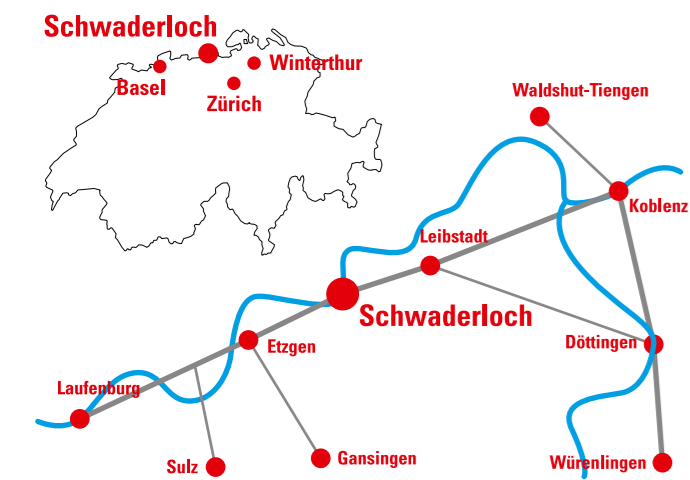 Schwaderloch
Winterthur
Basel
Zürich
Waldshut-Tiengen
Koblenz
Leibstadt
Schwaderloch
Etzgen
Döttingen
Laufenburg
Sulz
Gansingen
Würenlingen